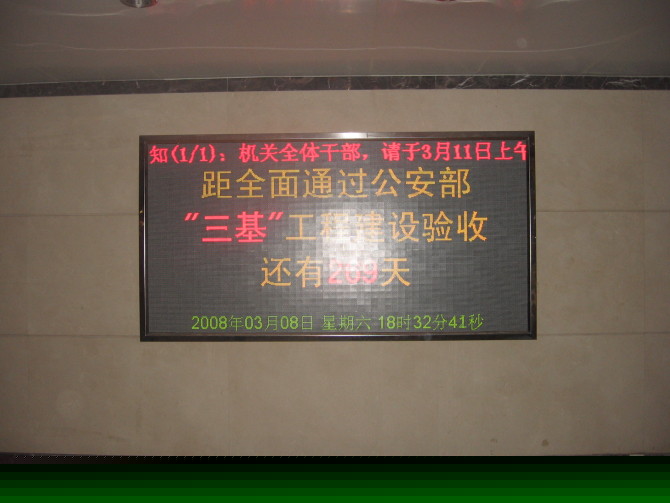 知(1/1)：机关全体干部，请于3月11日上午
距全面通过公安部
"三基"工程建设验收
还有299天
2008年03月08日 星期六 18时32分41秒